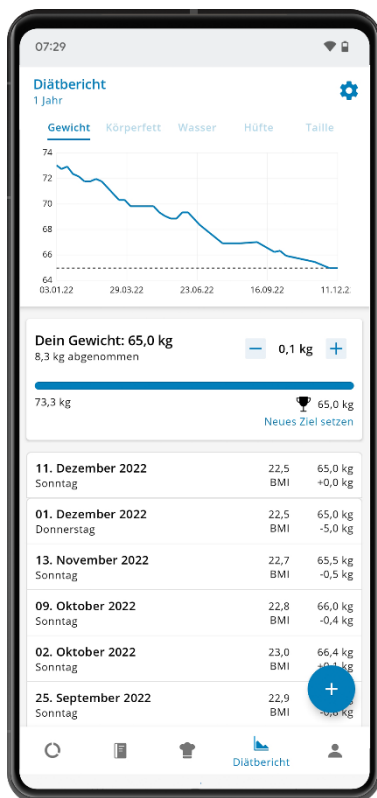 07:29
Diätbericht
1 Jahr
Gewicht Körperfett Wasser Hüfte Taille
74
72
70
68
66
64
03.01.22 29.03.22 23.06.22 16.09.22 11.12.2
Dein Gewicht: 65,0 kg
8,3 kg abgenommen
0,1 kg
73,3 kg
65,0 kg
Neues Ziel setzen
11. Dezember 2022 22,5 65,0 kg
Sonntag BMI +0,0 kg
01. Dezember 2022 22,5 65,0 kg
Donnerstag BMI -5,0 kg
13. November 2022 22,7 65,5 kg
Sonntag BMI -0,5 kg
09. Oktober 2022 22,8 66,0 kg
Sonntag BMI -0,4 kg
02. Oktober 2022 23,0 66,4 kg
Sonntag BMI
25. September 2022 22,9
Sonntag BMI
Diätbericht